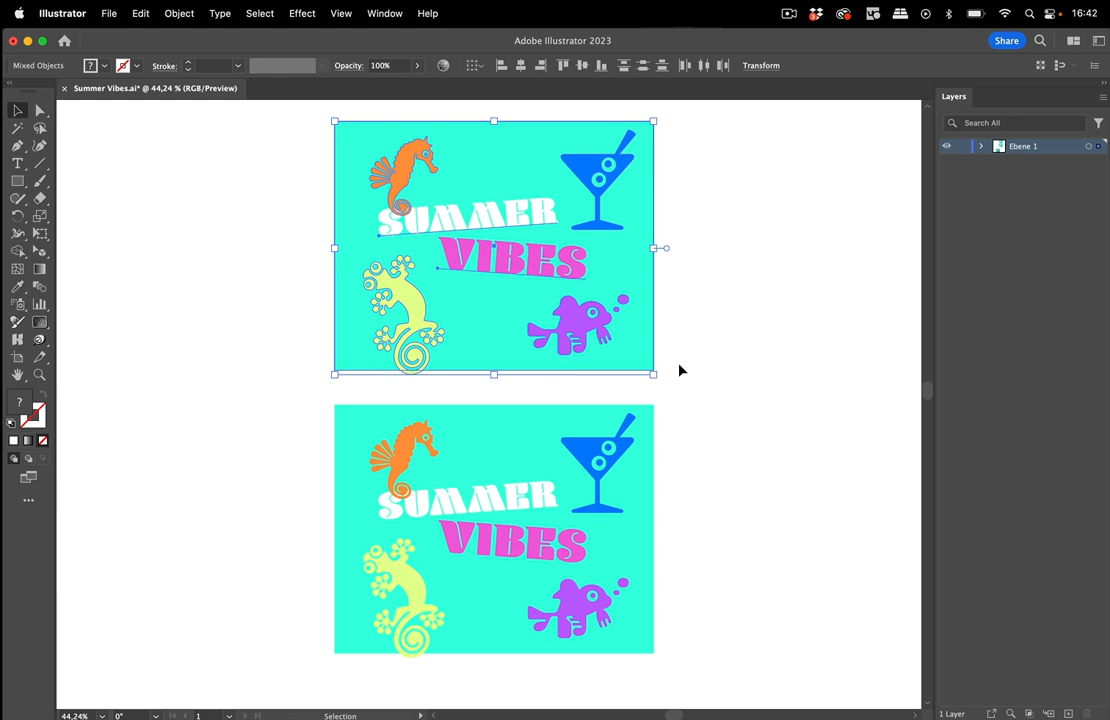 Illustrator File Edit Object Type Select Effect View Window Help 16:42
Adobe Illustrator 2023 Share
Mixed Objects ? Stroke: Opacity: 100% Transform
Summer Vibes.ai* @ 44,24 % (RGB/Preview)
Layers
Search All
Ebene 1
SUMMER
VIBES
?
SUMMER
VIBES
44,24% 0° 1 Selection 1 Layer